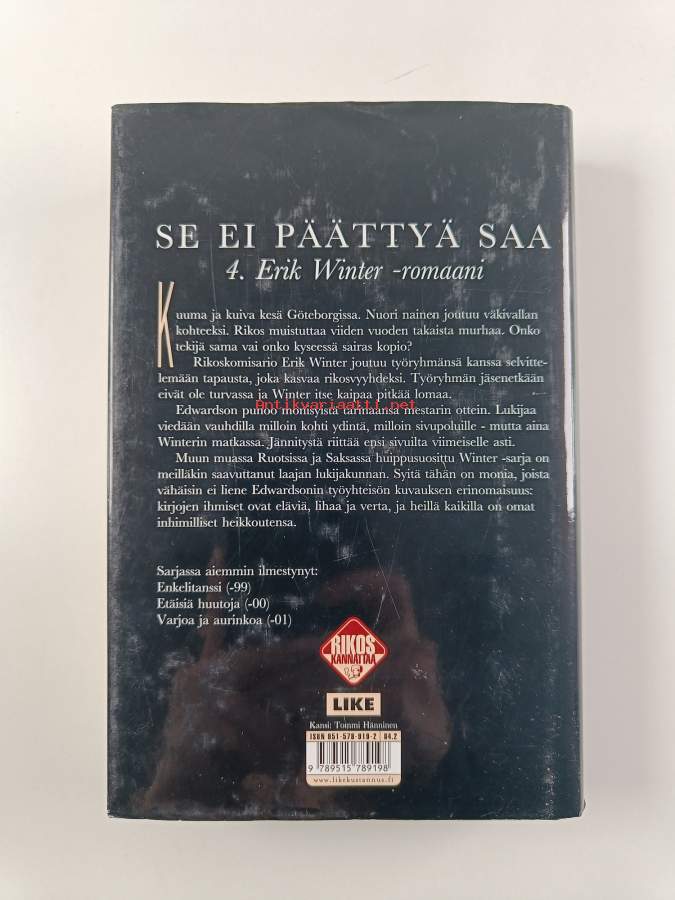 SE EI PÄÄTTYÄ SAA
4. Erik Winter -romaani
Kuuma ja kuiva kesä Göteborgissa. Nuori nainen joutuu väkivallan
kohteeksi. Rikos muistuttaa viiden vuoden takaista murhaa. Onko
tekijä sama vai onko kyseessä sairas kopio?
Rikoskomisario Erik Winter joutuu työryhmänsä kanssa selvitte-
lemään tapausta, joka kasvaa rikosvyyhdeksi. Työryhmän jäsenetkään
eivät ole turvassa ja Winter itse kaipaa pitkää lomaa.
Antikvariaatti.net
Edwardson punoo monisyistä tarinaansa mestarin ottein. Lukijaa
viedään vauhdilla milloin kohti ydintä, milloin sivupoluille - mutta aina
Winterin matkassa. Jännitystä riittää ensi sivuilta viimeiselle asti.
Muun muassa Ruotsissa ja Saksassa huippusuosittu Winter -sarja on
meilläkin saavuttanut laajan lukijakunnan. Syitä tähän on monia, joista
vähäisin ei liene Edwardsonin työyhteisön kuvauksen erinomaisuus:
kirjojen ihmiset ovat eläviä, lihaa ja verta, ja heillä kaikilla on omat
inhimilliset heikkoutensa.
Sarjassa aiemmin ilmestynyt:
Enkelitanssi (-99)
Etäisiä huutoja (-00)
Varjoa ja aurinkoa (-01)
RIKOS
KANNATTAA
LIKE
Kansi: Tommi Hänninen
ISBN 951-578-919-2 84.2
9 789515 789198
www.likekustannus.fi